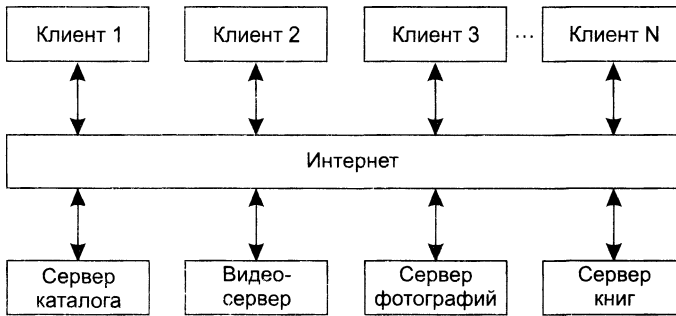 Клиент 1
Клиент 2
Клиент 3
...
Клиент N
Интернет
Сервер
каталога
Видео-
сервер
Сервер
фотографий
Сервер
книг